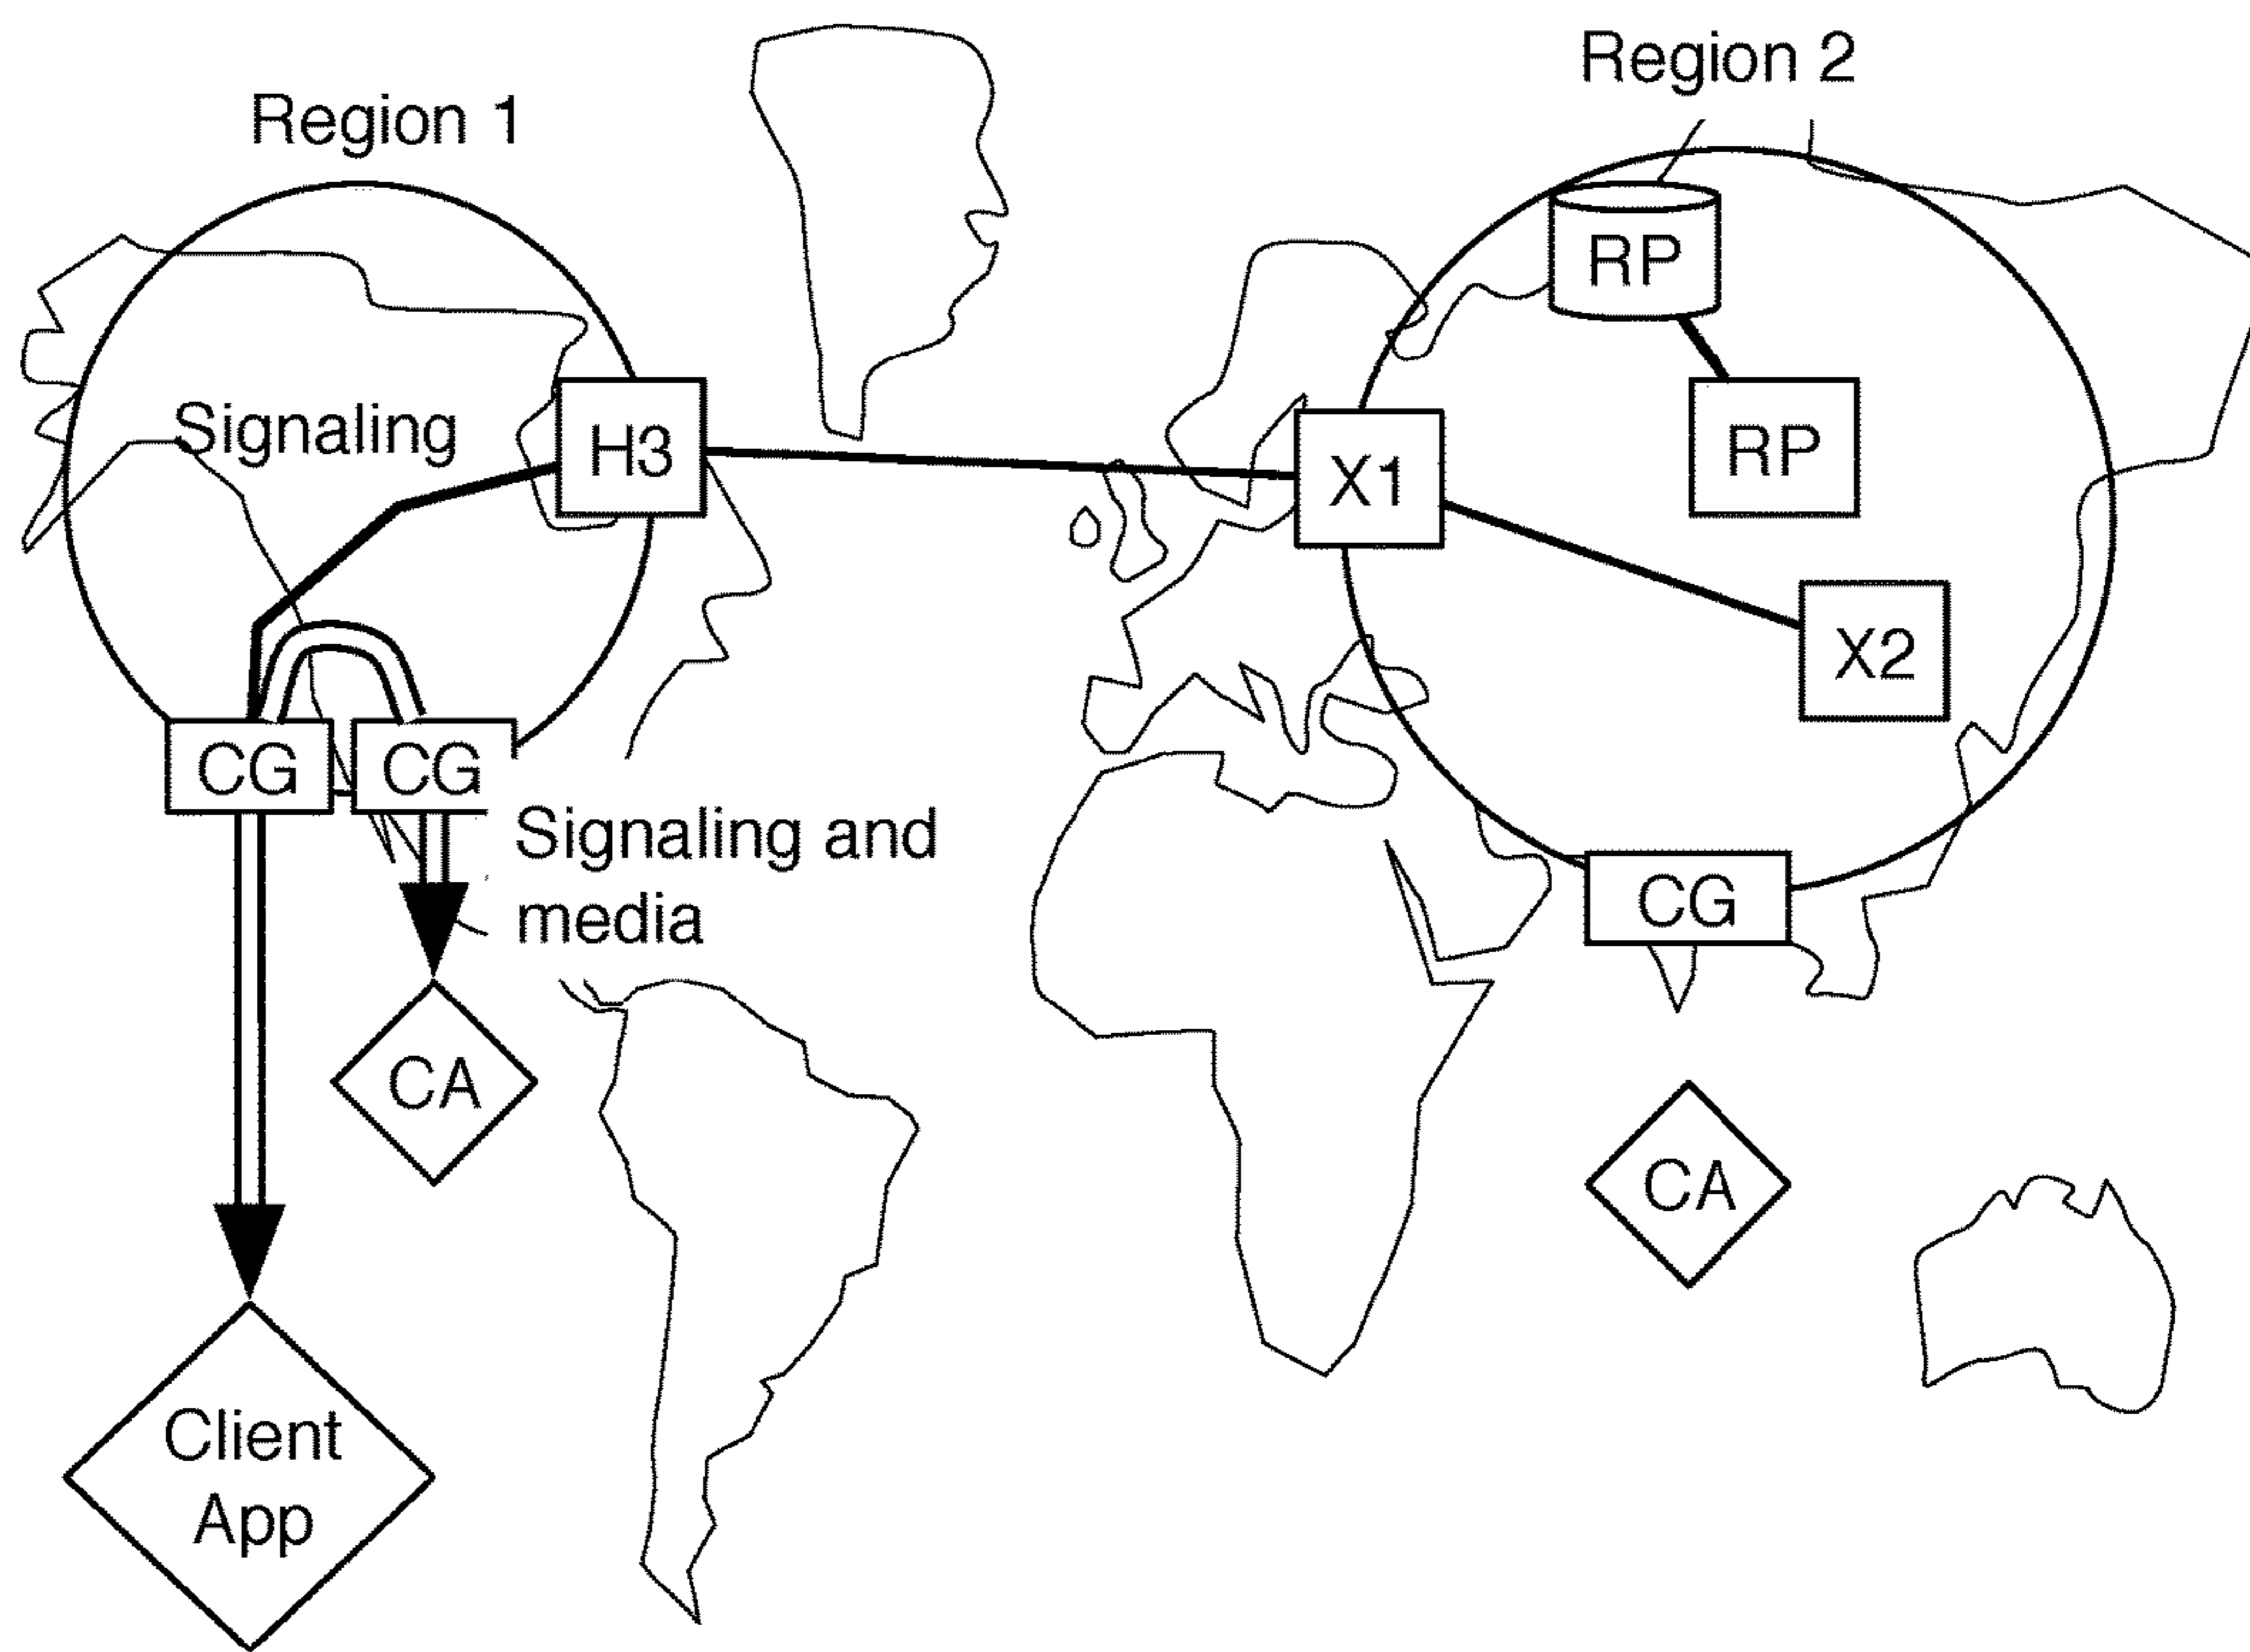 Region 1
Region 2
RP
RP
Signaling
H3
X1
X2
CG
CG
Signaling and
media
CG
CA
CA
Client
App